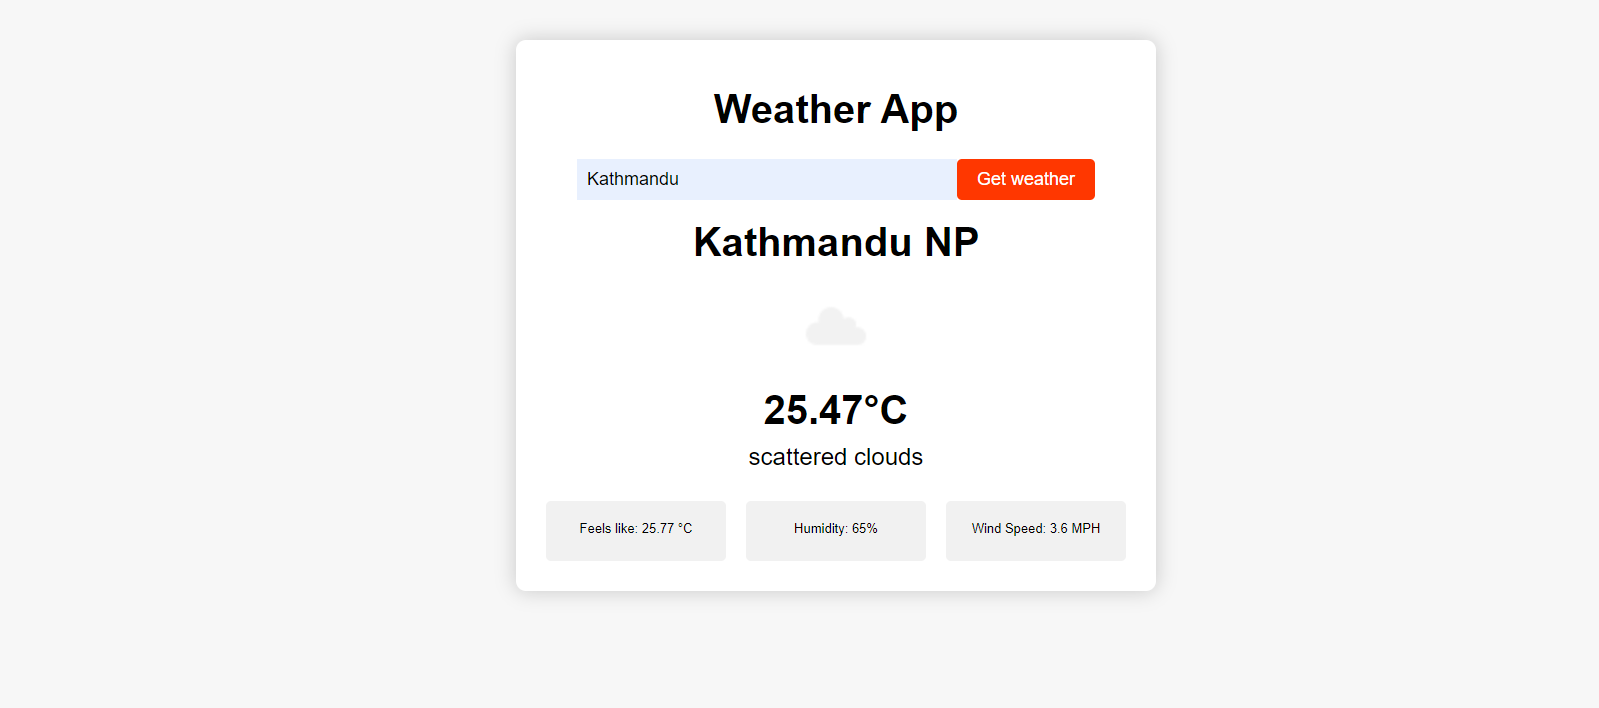 Weather App
Kathmandu
Get weather
Kathmandu NP
25.47°C
scattered clouds
Feels like: 25.77 °C
Humidity: 65%
Wind Speed: 3.6 MPH